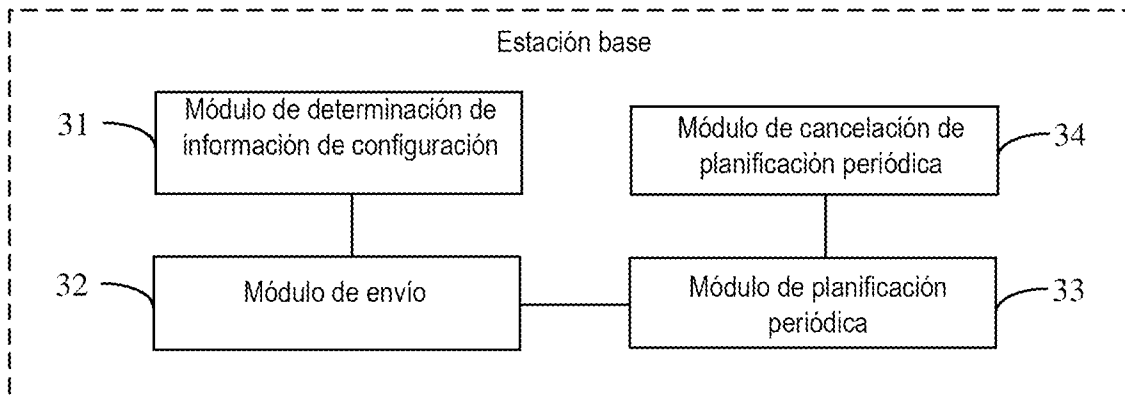 Estación base
31
Módulo de determinación de
información de configuración
Módulo de cancelación de
planificación periódica
34
32
Módulo de envío
Módulo de planificación
periódica
33